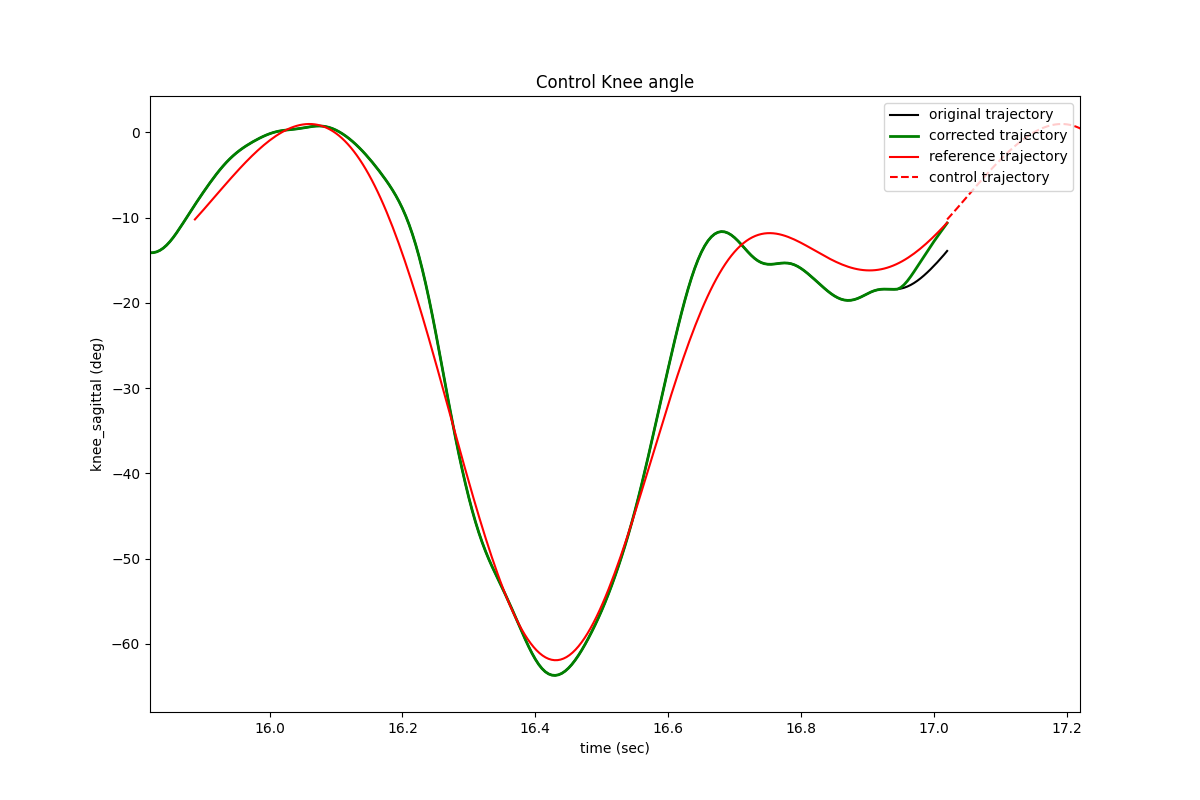 Control Knee angle
original trajectory
corrected trajectory
reference trajectory
control trajectory
knee_sagittal (deg)
0
−10
−20
−30
−40
−50
−60
16.0 16.2 16.4 16.6 16.8 17.0 17.2
time (sec)